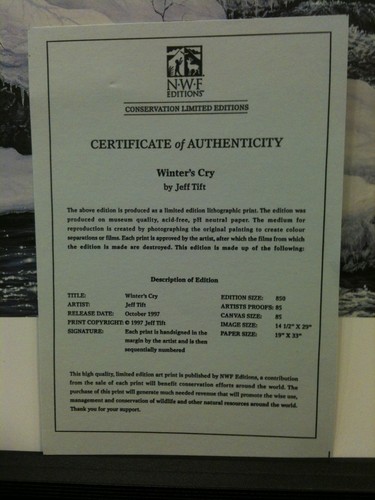 N·W·F
EDITIONS
CONSERVATION LIMITED EDITIONS
CERTIFICATE of AUTHENTICITY
Winter's Cry
by Jeff Tift
The above edition is produced as a limited edition lithographic print. The edition was
produced on museum quality, acid-free, pH neutral paper. The medium for
reproduction is created by photographing the original painting to create colour
separations or films. Each print is approved by the artist, after which the films from which
the edition is made are destroyed. This edition is made up of the following:
Description of Edition
TITLE: Winter's Cry EDITION SIZE: 850
ARTIST: Jeff Tift ARTISTS PROOFS: 85
RELEASE DATE: October 1997 CANVAS SIZE: 85
PRINT COPYRIGHT: © 1997 Jeff Tift IMAGE SIZE: 14 1/2" X 29"
SIGNATURE: Each print is handsigned in the PAPER SIZE: 19" X 33"
margin by the artist and is then
sequentially numbered
This high quality, limited edition art print is published by NWF Editions, a contribution
from the sale of each print will benefit conservation efforts around the world. The
purchase of this print will generate much needed revenue that will promote the wise use,
management and conservation of wildlife and other natural resources around the world.
Thank you for your support.